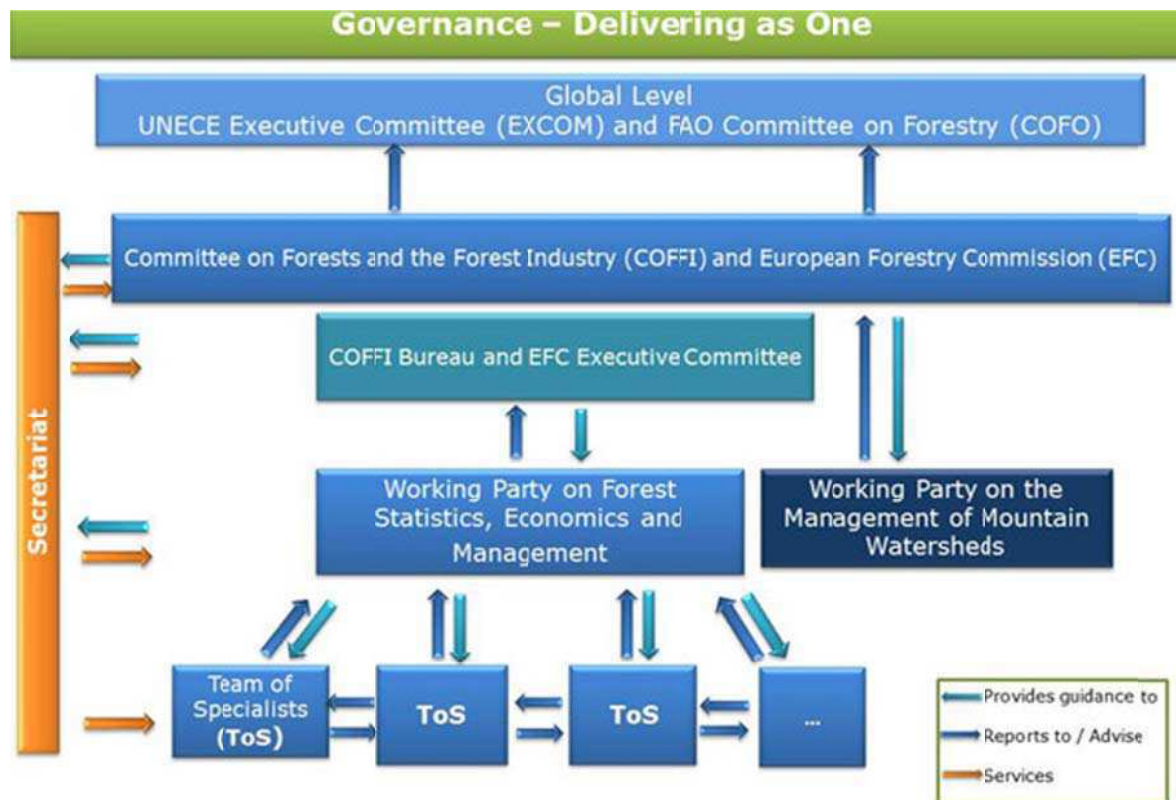 Governance – Delivering as One
Global Level
UNECE Executive Committee (EXCOM) and FAO Committee on Forestry (COFO)
Committee on Forests and the Forest Industry (COFFI) and European Forestry Commission (EFC)
COFFI Bureau and EFC Executive Committee
Secretariat
Working Party on Forest
Statistics, Economics and
Management
Working Party on the
Management of Mountain
Watersheds
Team of
Specialists
(ToS)
ToS
ToS
...
Provides guidance to
Reports to / Advise
Services